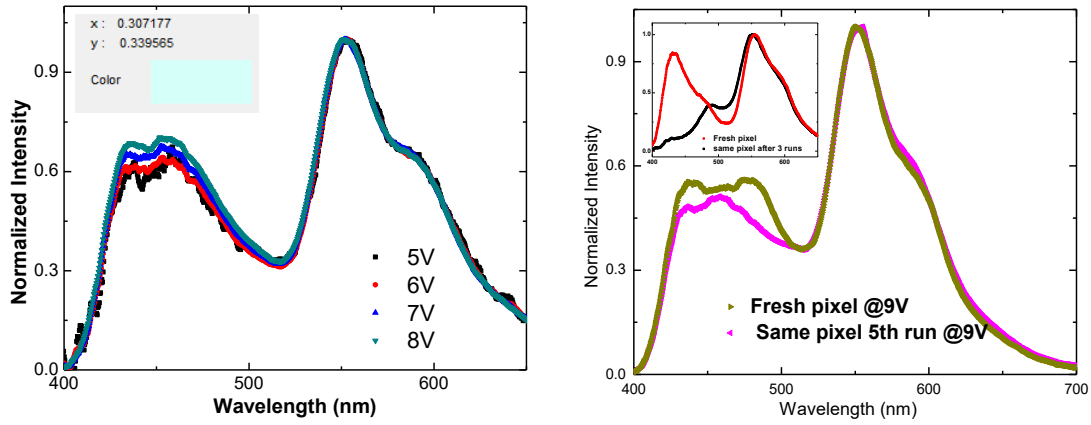 x : 0.307177
y : 0.339565
Color
Normalized Intensity
0.9
0.6
0.3
0.0
400
500
600
Wavelength (nm)
5V
6V
7V
8V
Normalized Intensity
0.9
0.6
0.3
0.0
400
450
500
550
600
650
700
Wavelength (nm)
Fresh pixel @9V
Same pixel 5th run @9V
1.0
0.5
0.0
400
500
600
Fresh pixel
same pixel after 3 runs